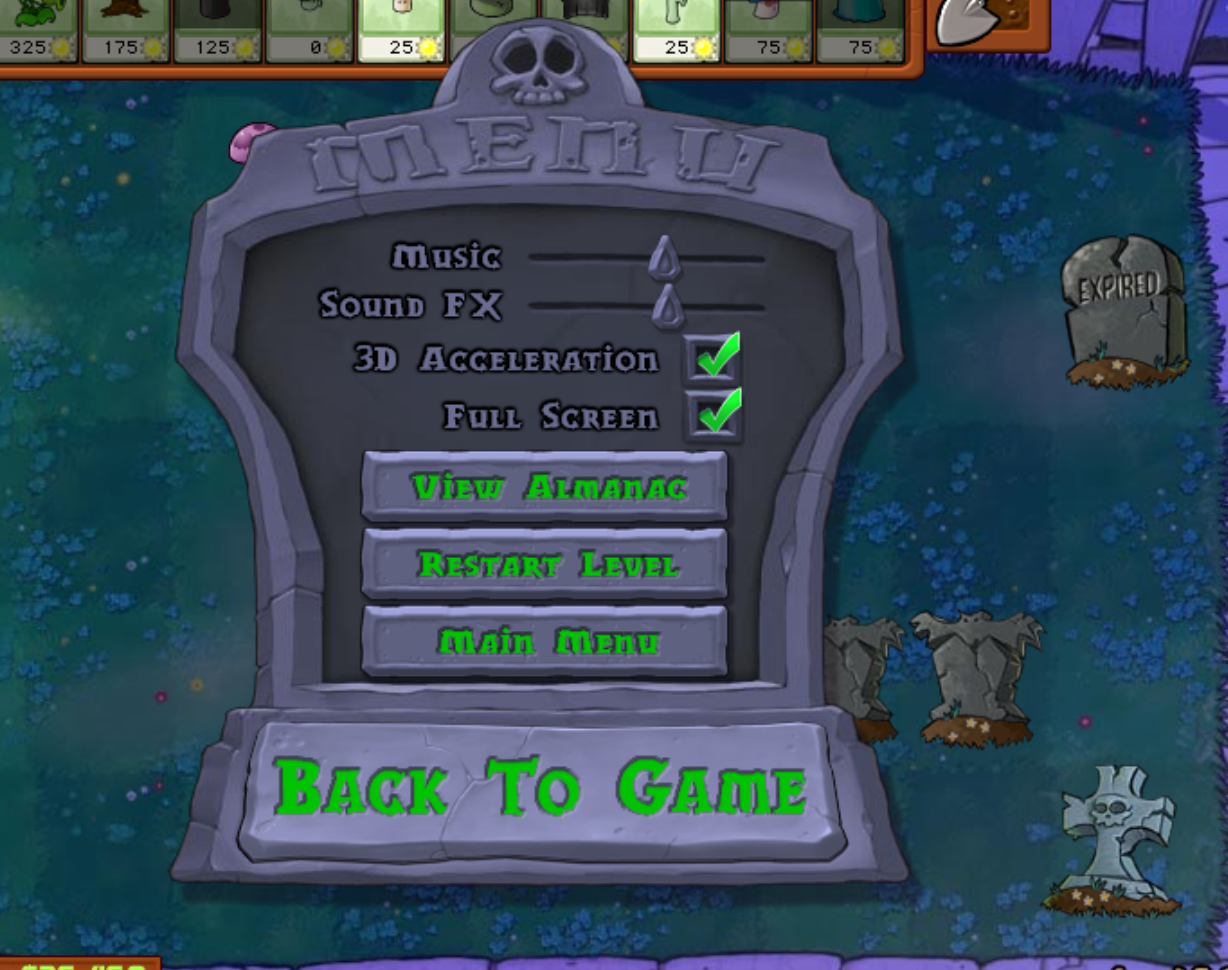 325 175 125 0 25 25 75 75
MENU
Music
Sound FX
3D Acceleration
Full Screen
EXPIRED
View Almanac
Restart Level
Main Menu
Back To Game